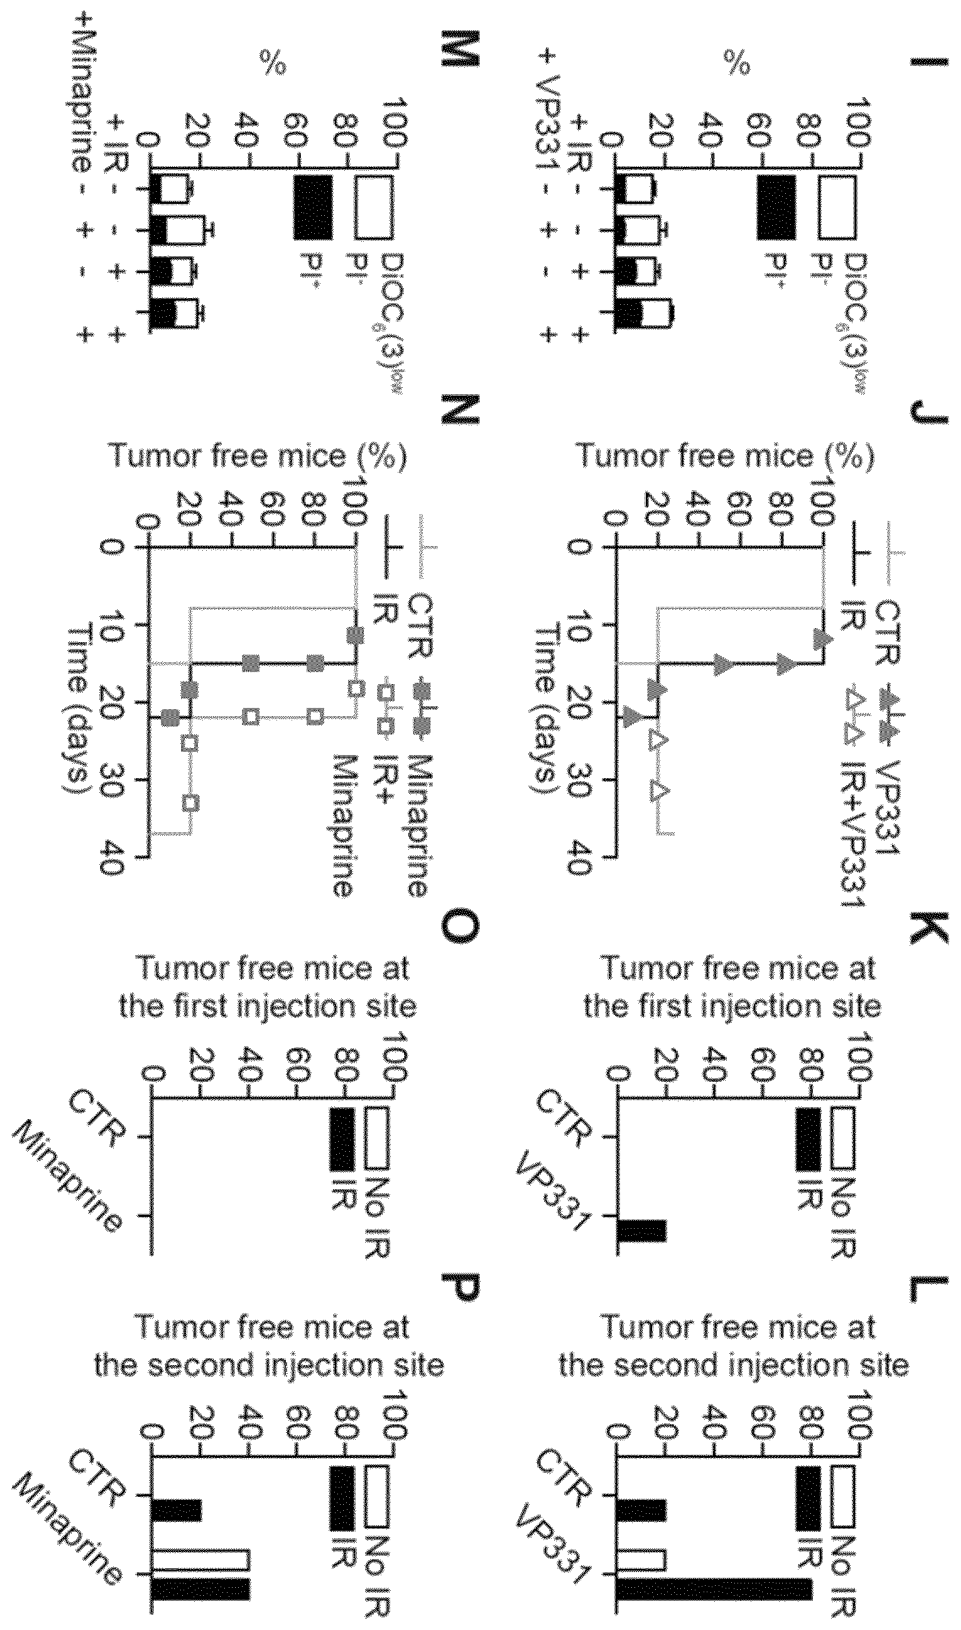 I
%
100
80
60
40
20
0
DiOC6(3)low
PI-
PI+
+ IR - - + +
+ VP331 - + - +
J
Tumor free mice (%)
100
80
60
40
20
0
0 10 20 30 40
Time (days)
CTR VP331
IR IR+VP331
K
Tumor free mice at
the first injection site
100
80
60
40
20
0
No IR
IR
CTR
VP331
L
Tumor free mice at
the second injection site
100
80
60
40
20
0
No IR
IR
CTR
VP331
M
%
100
80
60
40
20
0
DiOC6(3)low
PI-
PI+
+ IR - - + +
+Minaprine - + - +
N
Tumor free mice (%)
100
80
60
40
20
0
0 10 20 30 40
Time (days)
CTR Minaprine
IR IR+
Minaprine
O
Tumor free mice at
the first injection site
100
80
60
40
20
0
No IR
IR
CTR
Minaprine
P
Tumor free mice at
the second injection site
100
80
60
40
20
0
No IR
IR
CTR
Minaprine